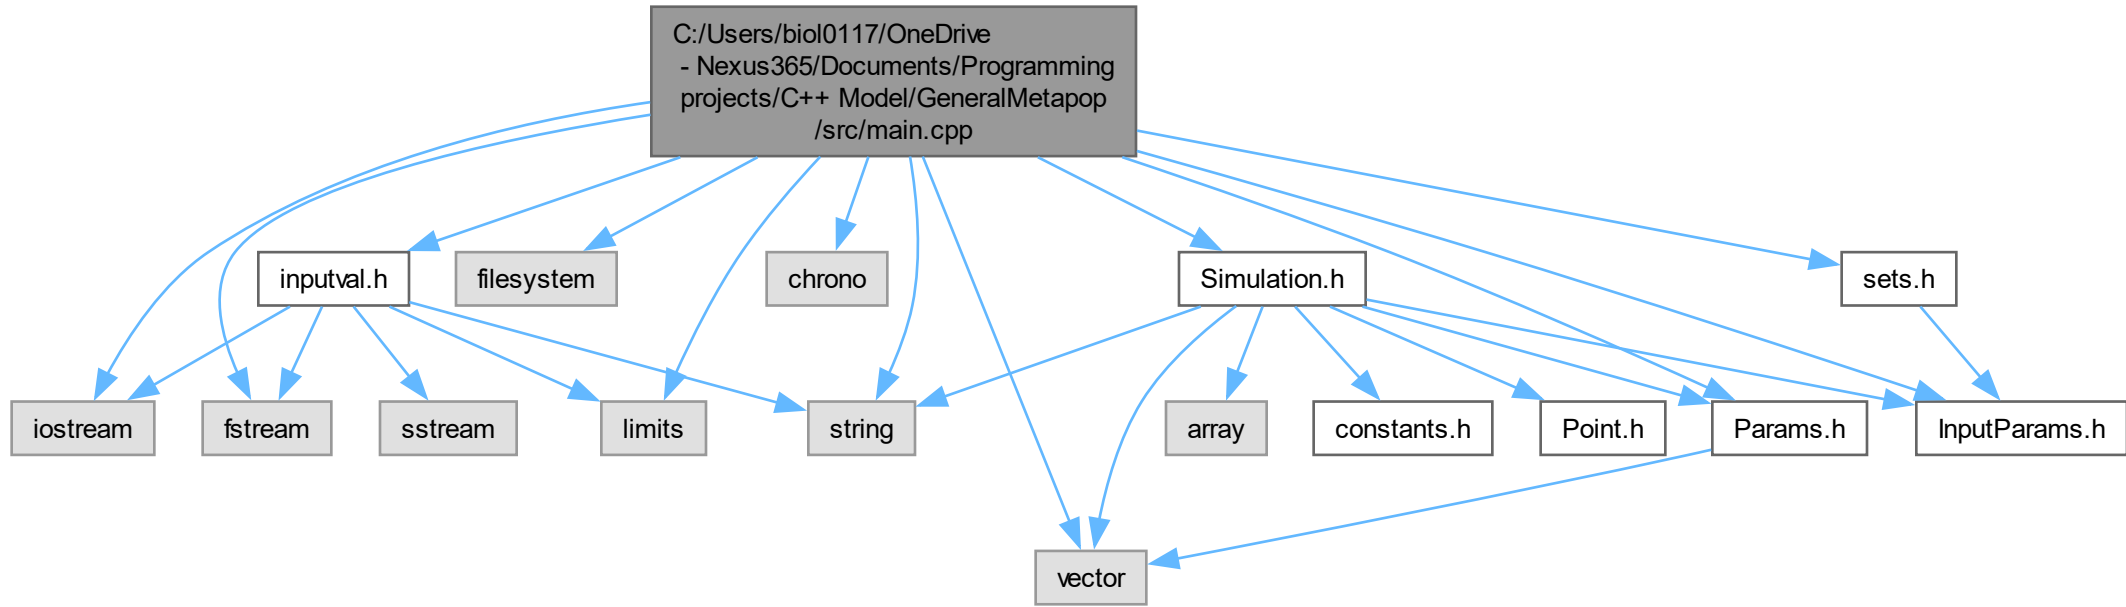 C:/Users/biol0117/OneDrive
- Nexus365/Documents/Programming
projects/C++ Model/GeneralMetapop
/src/main.cpp
inputval.h
filesystem
chrono
Simulation.h
sets.h
iostream
fstream
sstream
limits
string
array
constants.h
Point.h
Params.h
InputParams.h
vector